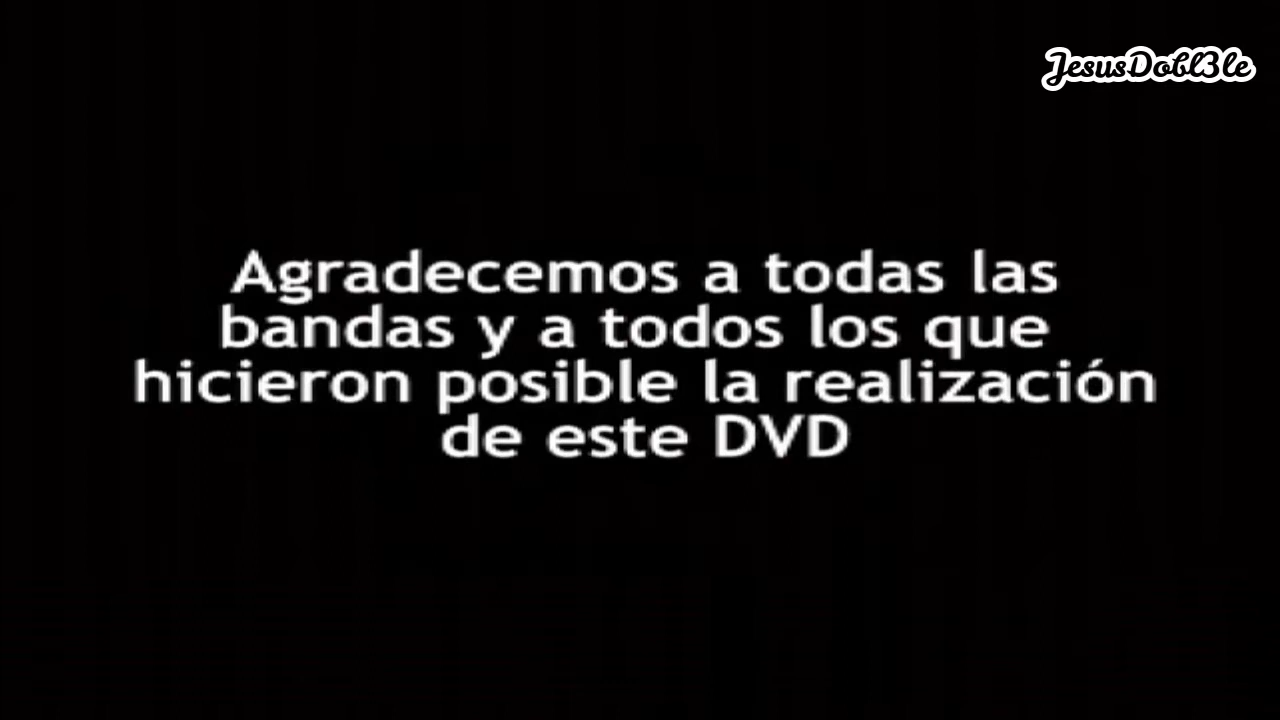 JesusDobl3le
Agradecemos a todas las
bandas y a todos los que
hicieron posible la realización
de este DVD